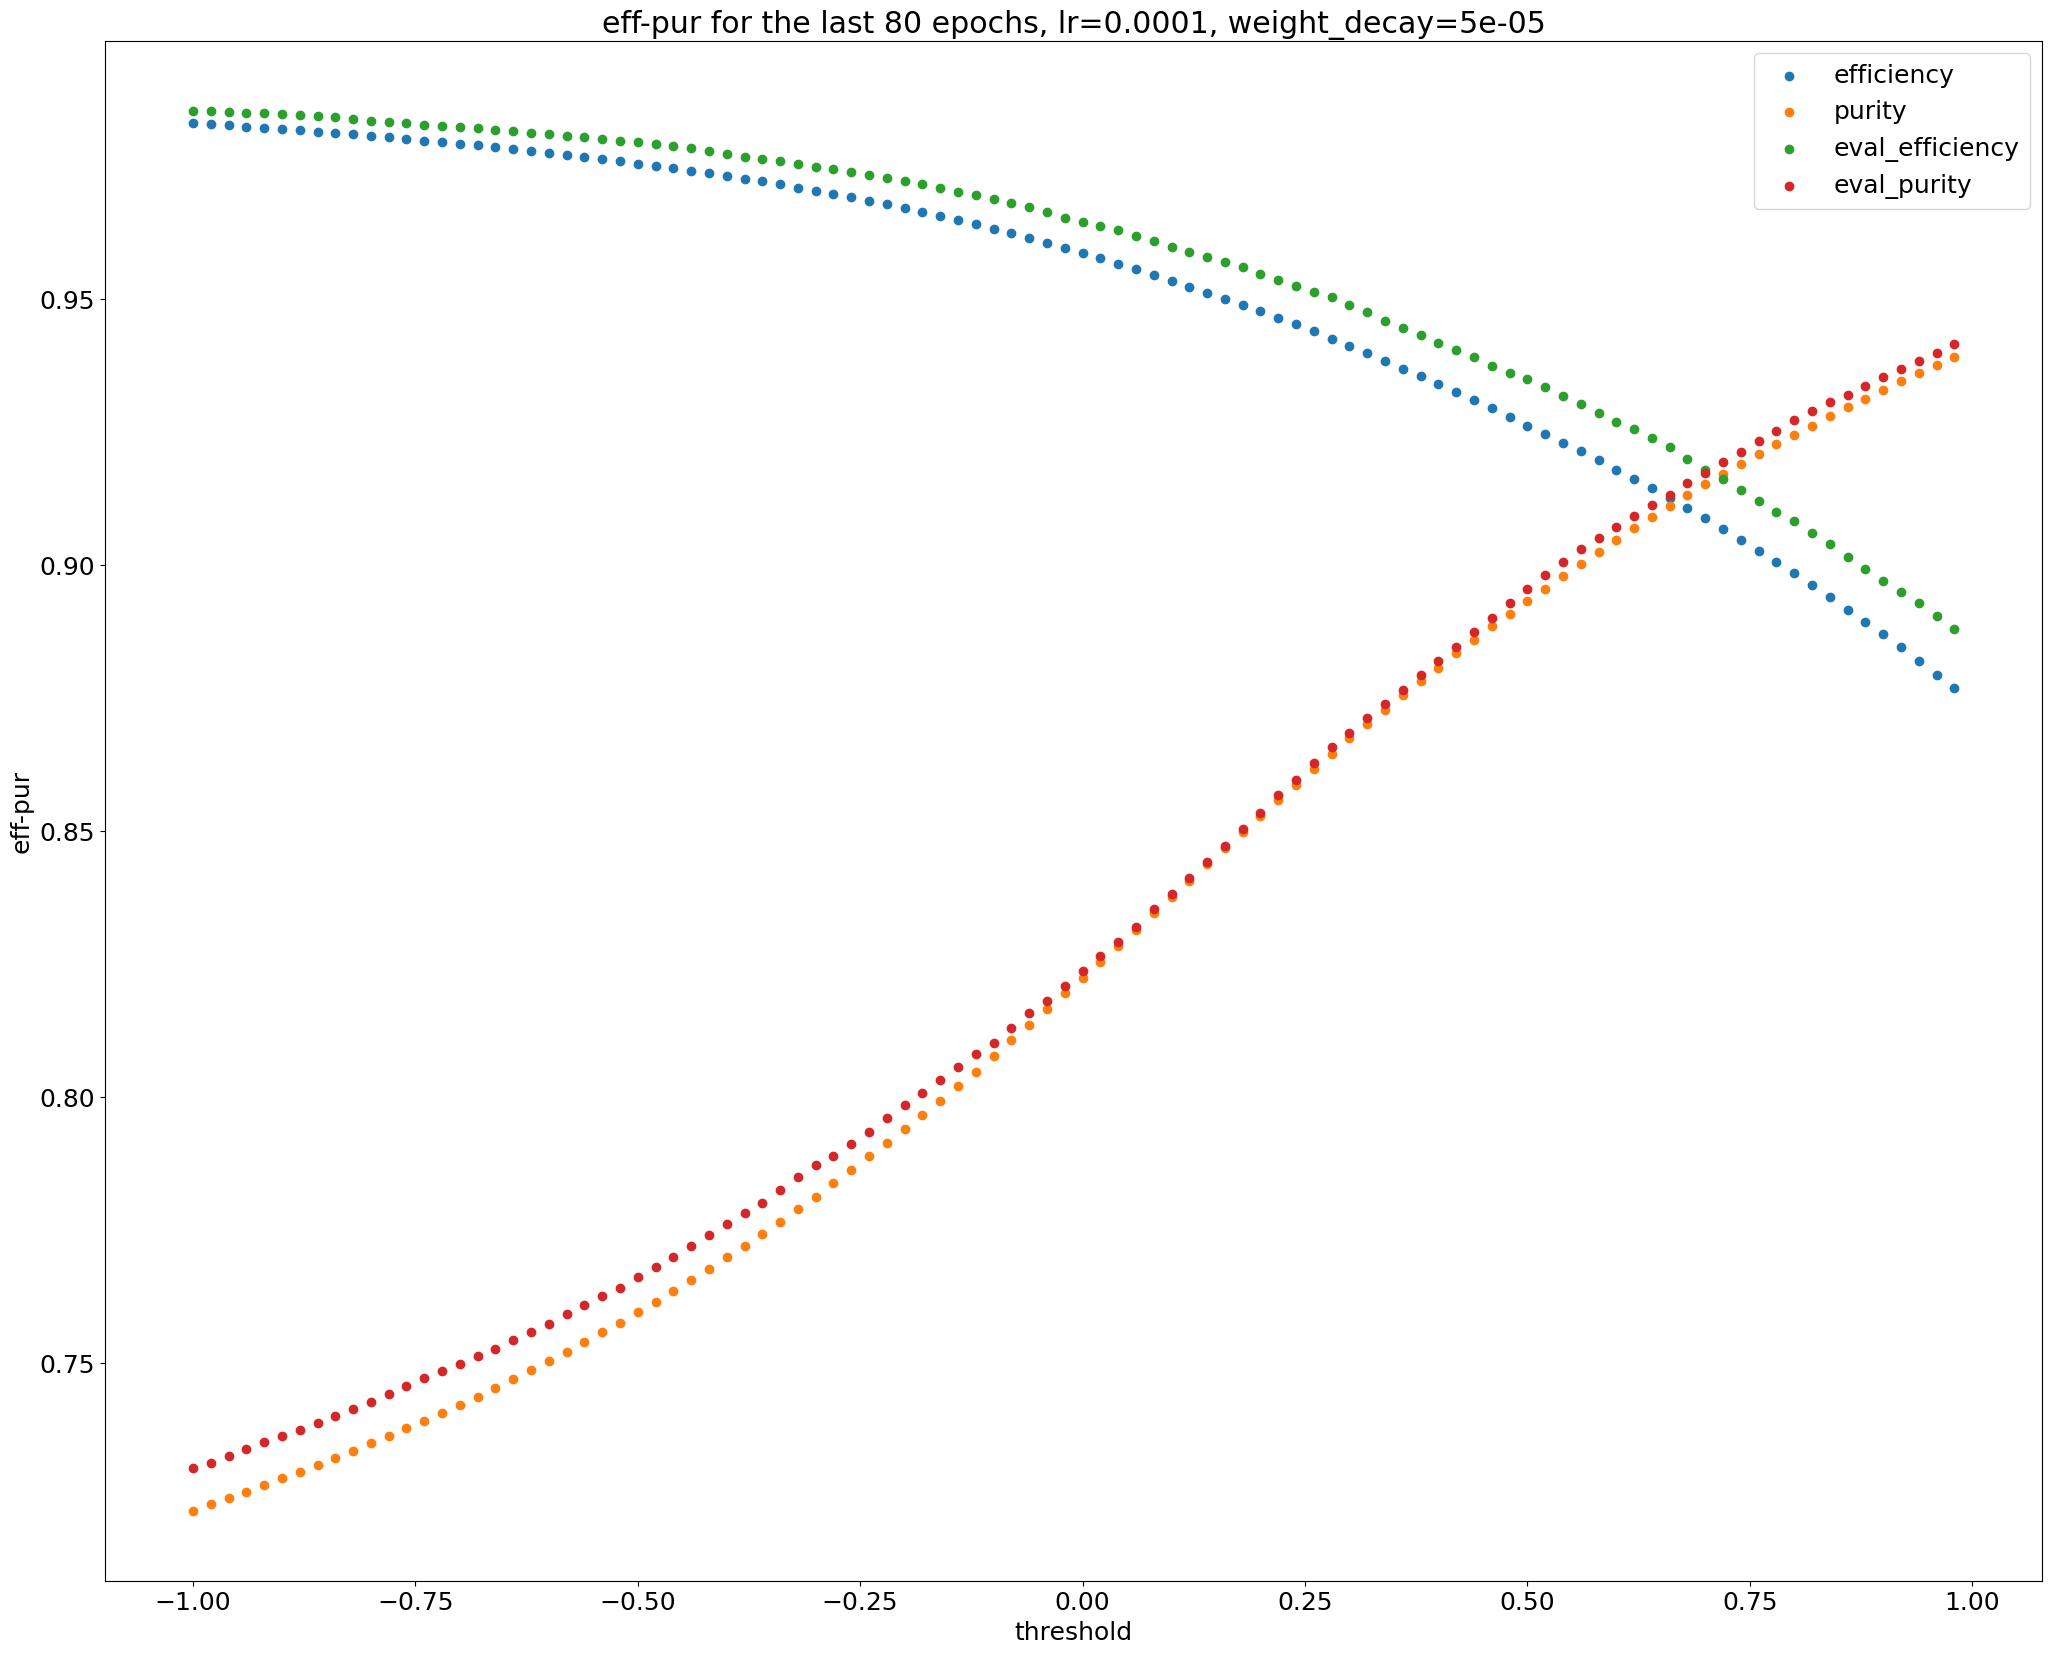 eff-pur for the last 80 epochs, lr=0.0001, weight_decay=5e-05
efficiency
purity
eval_efficiency
eval_purity
0.95
0.90
0.85
0.80
0.75
eff-pur
−1.00 −0.75 −0.50 −0.25 0.00 0.25 0.50 0.75 1.00
threshold